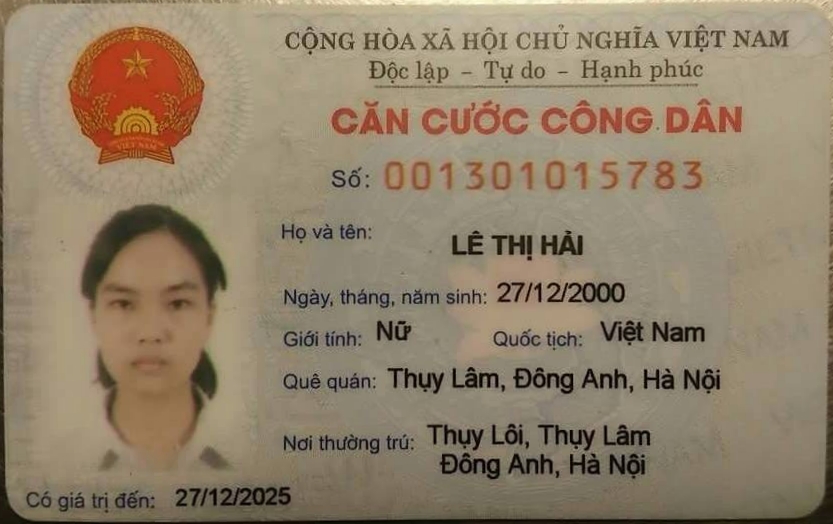 CỘNG HÒA XÃ HỘI CHỦ NGHĨA VIỆT NAM
Độc lập – Tự do – Hạnh phúc
CĂN CƯỚC CÔNG DÂN
Số: 001301015783
Họ và tên: LÊ THỊ HẢI
Ngày, tháng, năm sinh: 27/12/2000
Giới tính: Nữ Quốc tịch: Việt Nam
Quê quán: Thụy Lâm, Đông Anh, Hà Nội
Nơi thường trú: Thụy Lôi, Thụy Lâm
Đông Anh, Hà Nội
Có giá trị đến: 27/12/2025
VIỆT NAM